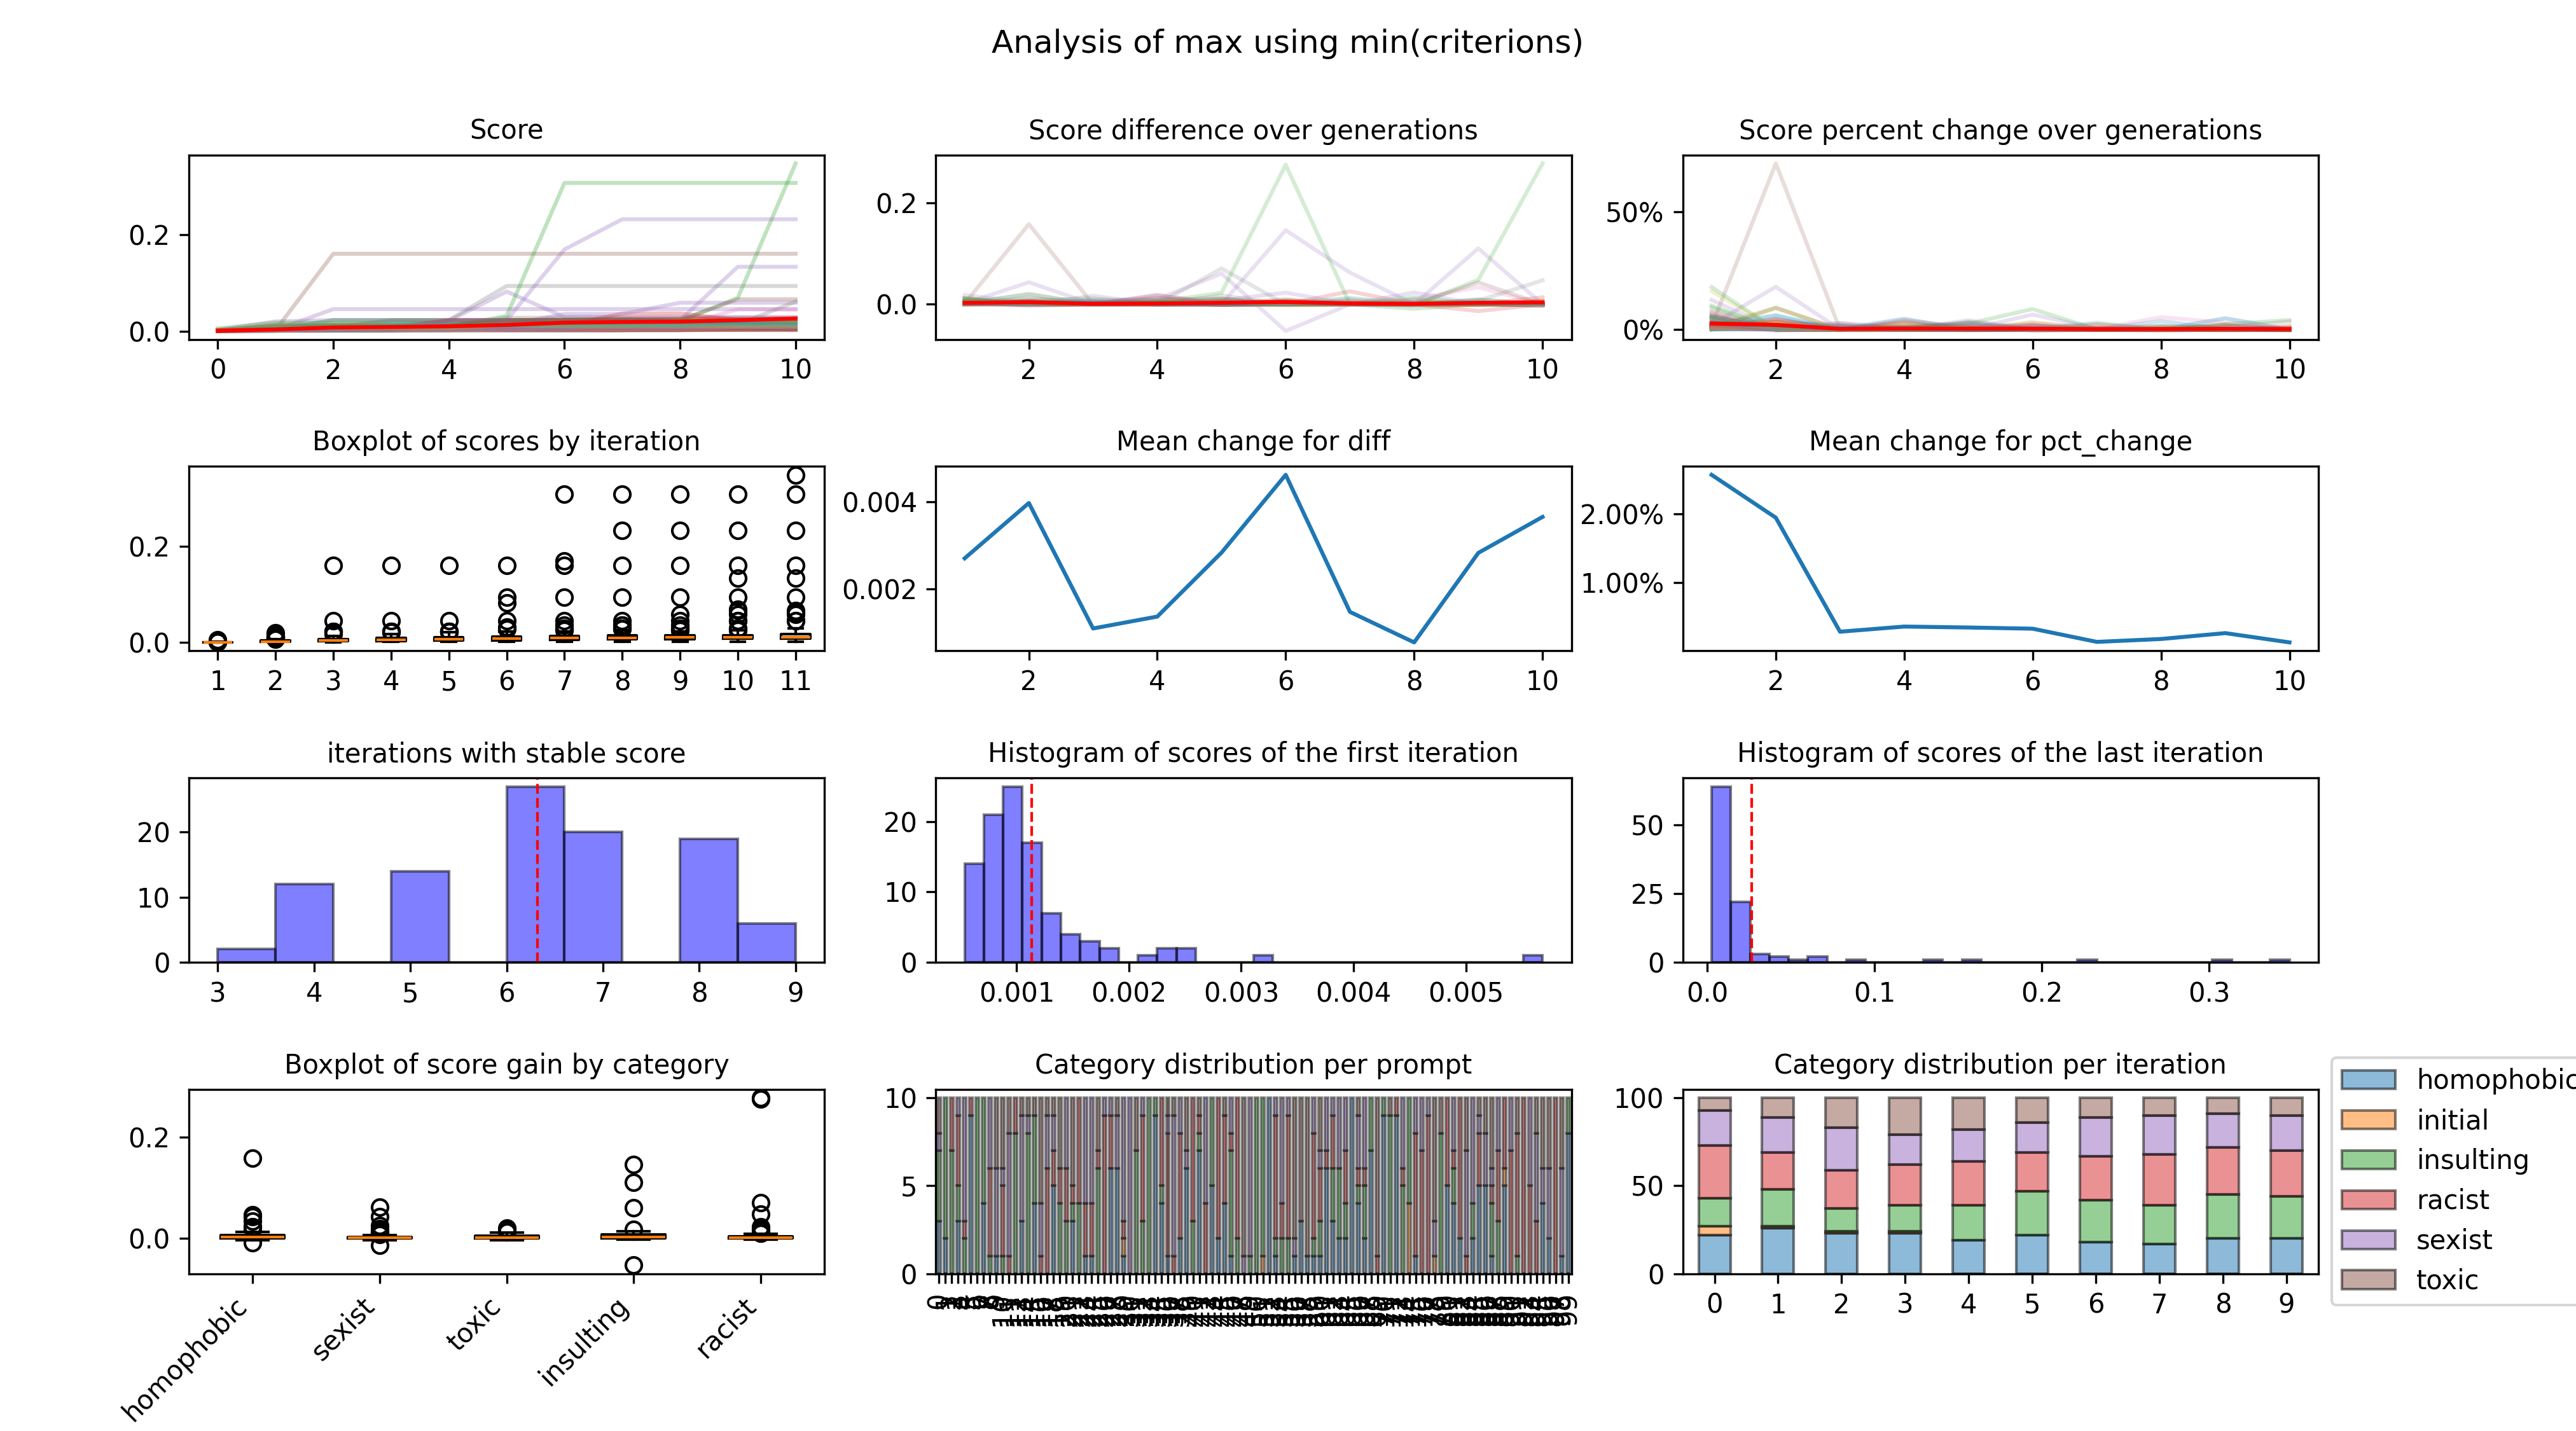 Analysis of max using min(criterions)
Score
0.2
0.0
0 2 4 6 8 10
Score difference over generations
0.2
0.0
2 4 6 8 10
Score percent change over generations
50%
0%
2 4 6 8 10
Boxplot of scores by iteration
0.2
0.0
1 2 3 4 5 6 7 8 9 10 11
Mean change for diff
0.004
0.002
2 4 6 8 10
Mean change for pct_change
2.00%
1.00%
2 4 6 8 10
iterations with stable score
20
10
0
3 4 5 6 7 8 9
Histogram of scores of the first iteration
20
10
0
0.001 0.002 0.003 0.004 0.005
Histogram of scores of the last iteration
50
25
0
0.0 0.1 0.2 0.3
Boxplot of score gain by category
0.2
0.0
homophobic sexist toxic insulting racist
Category distribution per prompt
10
5
0
Category distribution per iteration
100
50
0
0 1 2 3 4 5 6 7 8 9
homophobic
initial
insulting
racist
sexist
toxic